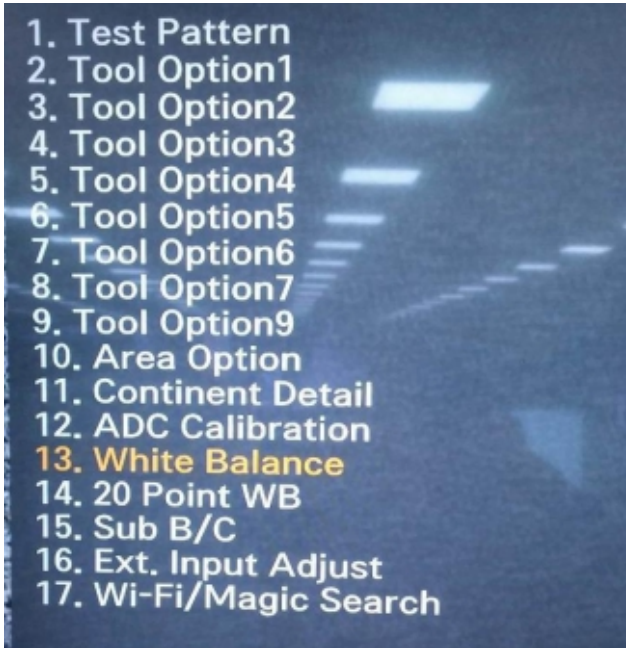 1. Test Pattern
2. Tool Option1
3. Tool Option2
4. Tool Option3
5. Tool Option4
6. Tool Option5
7. Tool Option6
8. Tool Option7
9. Tool Option9
10. Area Option
11. Continent Detail
12. ADC Calibration
13. White Balance
14. 20 Point WB
15. Sub B/C
16. Ext. Input Adjust
17. Wi-Fi/Magic Search